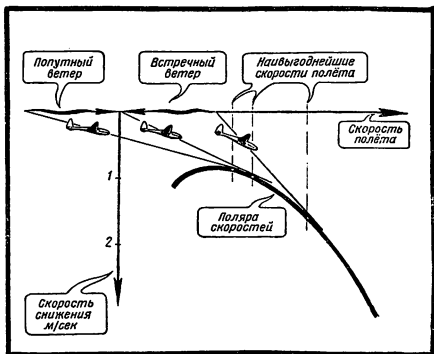 Попутный
ветер
Встречный
ветер
Наивыгоднейшие
скорости полёта
Скорость
полёта
1
Поляра
скоростей
2
Скорость
снижения
м/сек